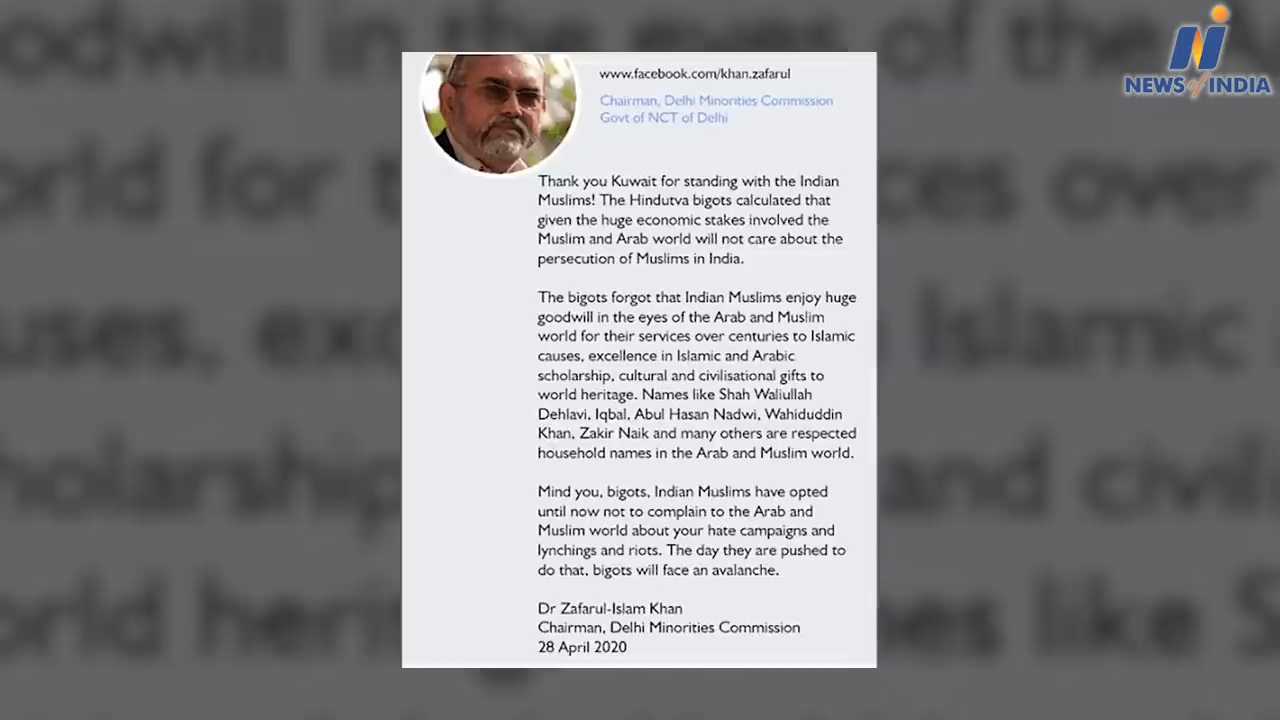 NEWS of INDIA
www.facebook.com/khan.zafarul
Chairman, Delhi Minorities Commission
Govt of NCT of Delhi
Thank you Kuwait for standing with the Indian
Muslims! The Hindutva bigots calculated that
given the huge economic stakes involved the
Muslim and Arab world will not care about the
persecution of Muslims in India.
The bigots forgot that Indian Muslims enjoy huge
goodwill in the eyes of the Arab and Muslim
world for their services over centuries to Islamic
causes, excellence in Islamic and Arabic
scholarship, cultural and civilisational gifts to
world heritage. Names like Shah Waliullah
Dehlavi, Iqbal, Abul Hasan Nadwi, Wahiduddin
Khan, Zakir Naik and many others are respected
household names in the Arab and Muslim world.
Mind you, bigots, Indian Muslims have opted
until now not to complain to the Arab and
Muslim world about your hate campaigns and
lynchings and riots. The day they are pushed to
do that, bigots will face an avalanche.
Dr Zafarul-Islam Khan
Chairman, Delhi Minorities Commission
28 April 2020